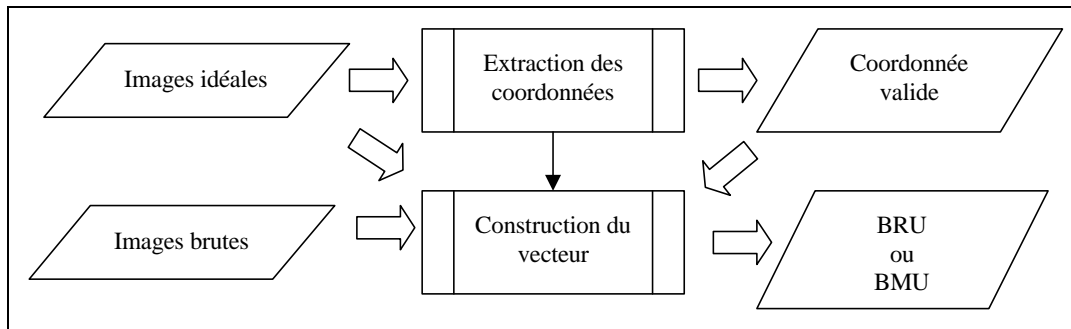 Images idéales
Extraction des
coordonnées
Coordonnée
valide
Images brutes
Construction du
vecteur
BRU
ou
BMU